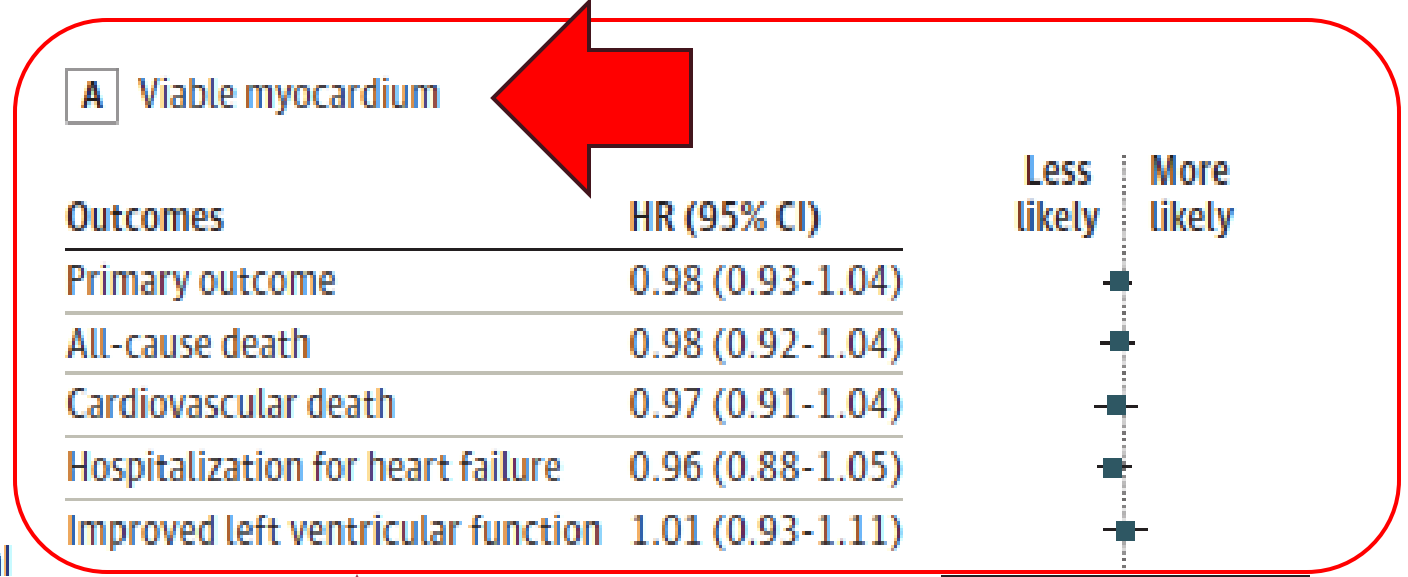 A Viable myocardium
Less likely
More likely
Outcomes HR (95% CI)
Primary outcome 0.98 (0.93-1.04)
All-cause death 0.98 (0.92-1.04)
Cardiovascular death 0.97 (0.91-1.04)
Hospitalization for heart failure 0.96 (0.88-1.05)
Improved left ventricular function 1.01 (0.93-1.11)